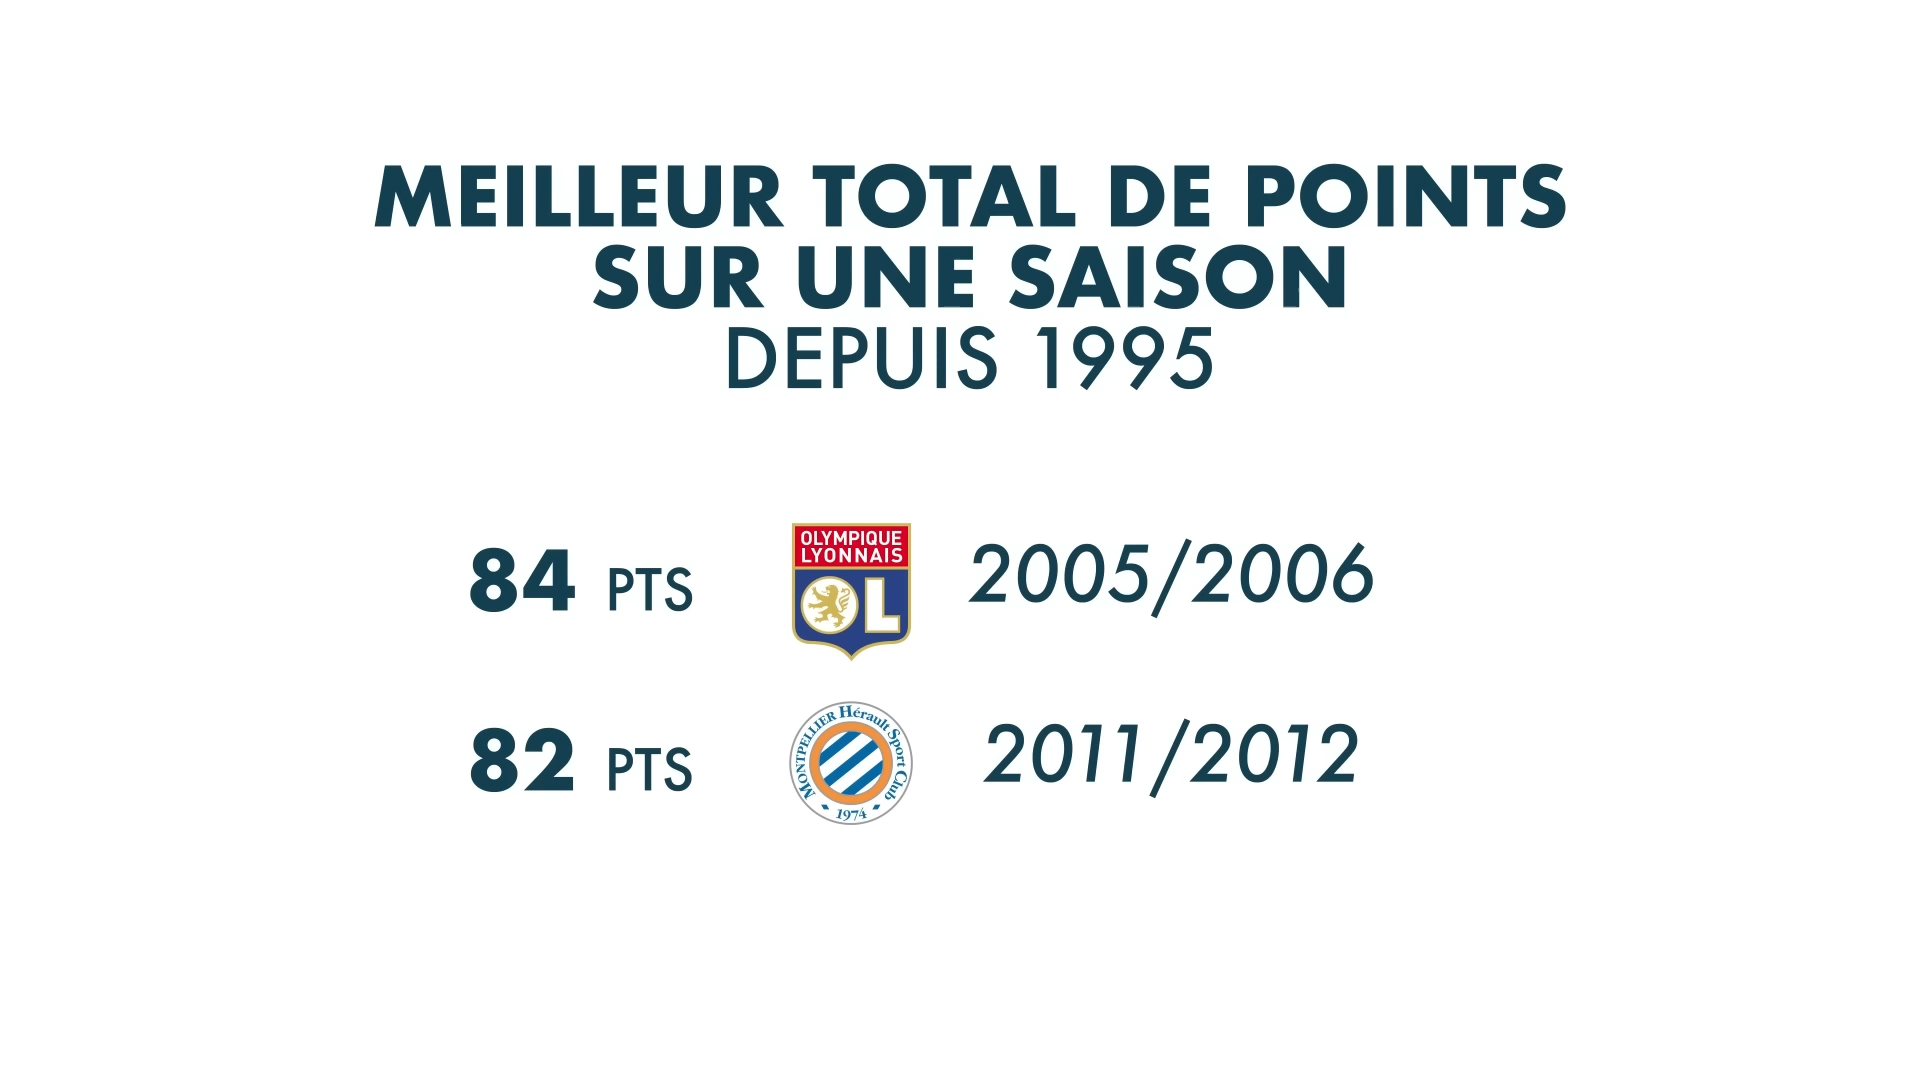 MEILLEUR TOTAL DE POINTS
SUR UNE SAISON
DEPUIS 1995
84 PTS
OLYMPIQUE
LYONNAIS
OL
2005/2006
82 PTS
MONTPELLIER Hérault Sport Club
1974
2011/2012